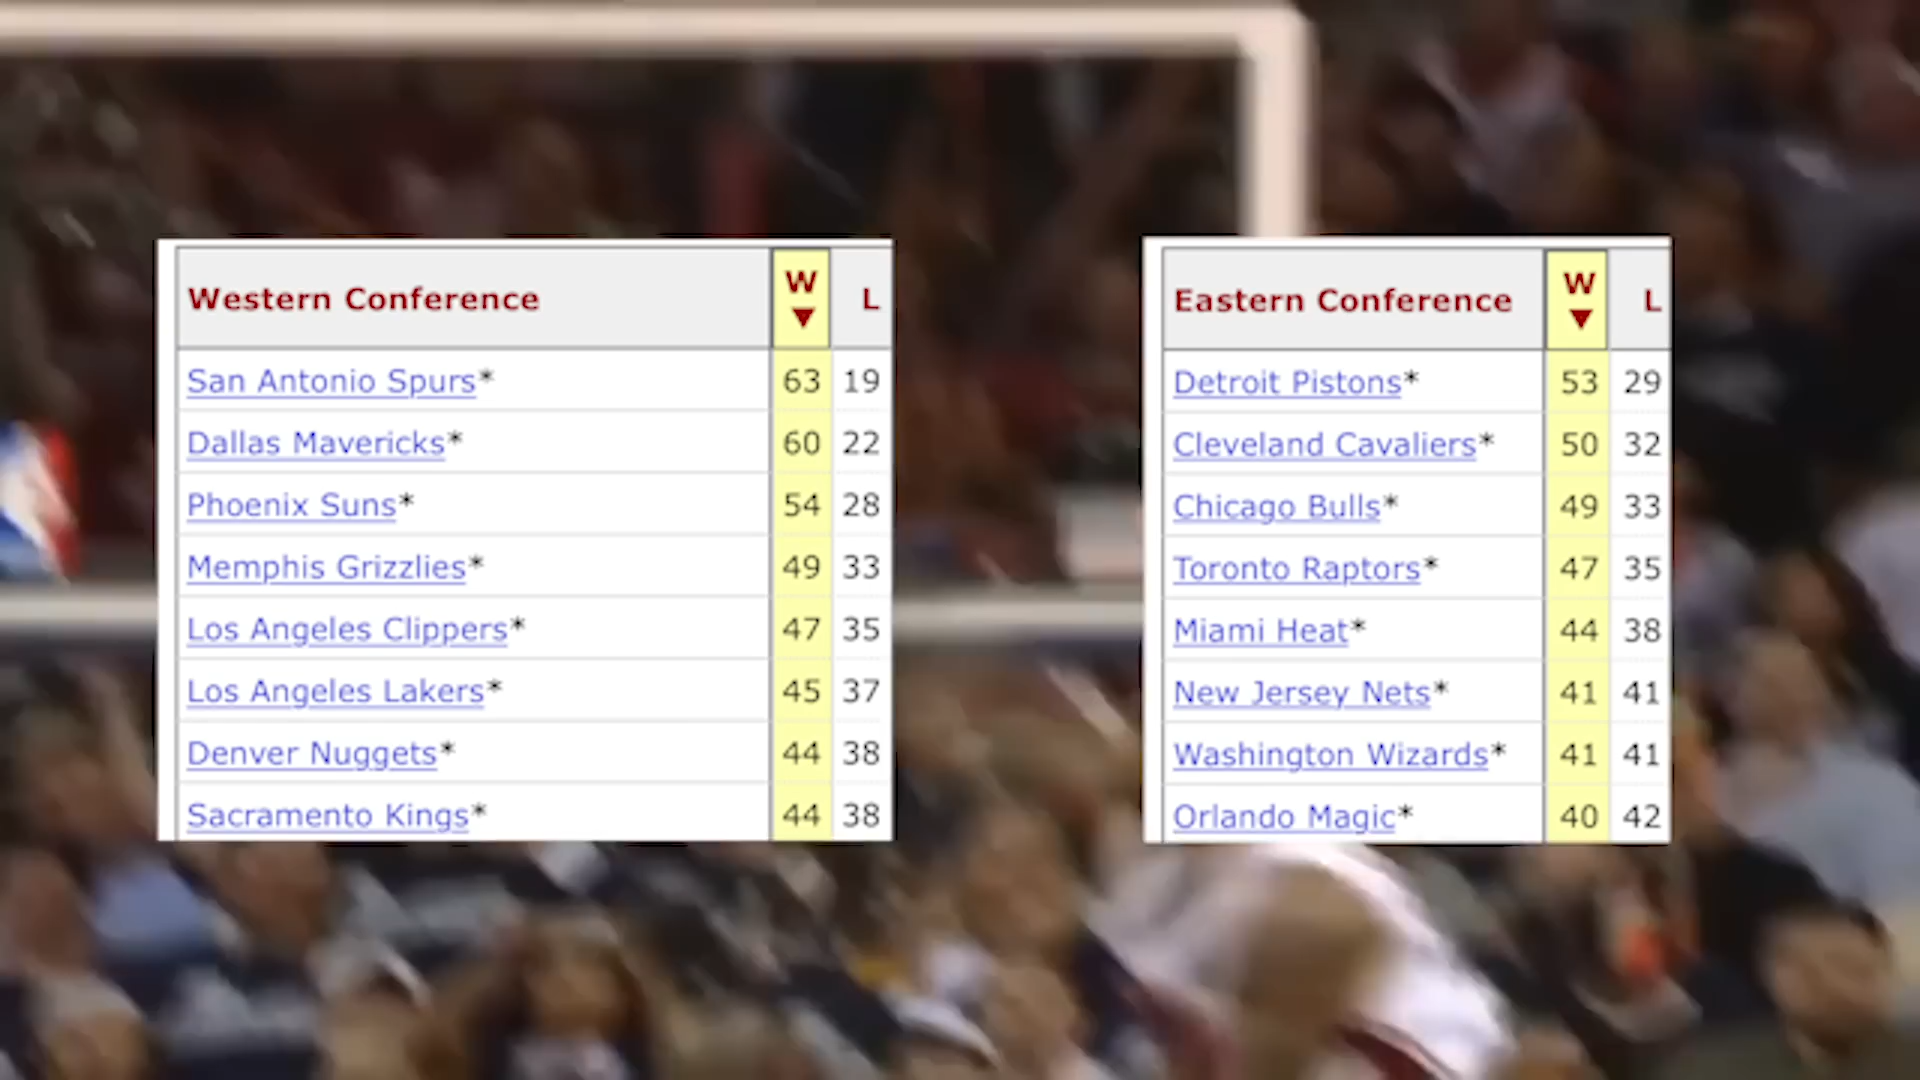 Western Conference W ▼ L
San Antonio Spurs* 63 19
Dallas Mavericks* 60 22
Phoenix Suns* 54 28
Memphis Grizzlies* 49 33
Los Angeles Clippers* 47 35
Los Angeles Lakers* 45 37
Denver Nuggets* 44 38
Sacramento Kings* 44 38
Eastern Conference W ▼ L
Detroit Pistons* 53 29
Cleveland Cavaliers* 50 32
Chicago Bulls* 49 33
Toronto Raptors* 47 35
Miami Heat* 44 38
New Jersey Nets* 41 41
Washington Wizards* 41 41
Orlando Magic* 40 42